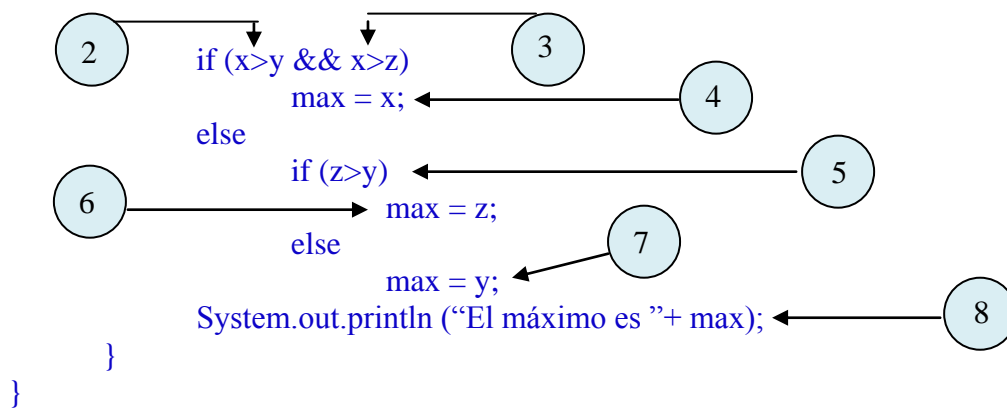 2
3
if (x>y && x>z)
max = x;
4
else
if (z>y)
5
6
max = z;
else
7
max = y;
System.out.println (“El máximo es ”+ max);
8
}
}